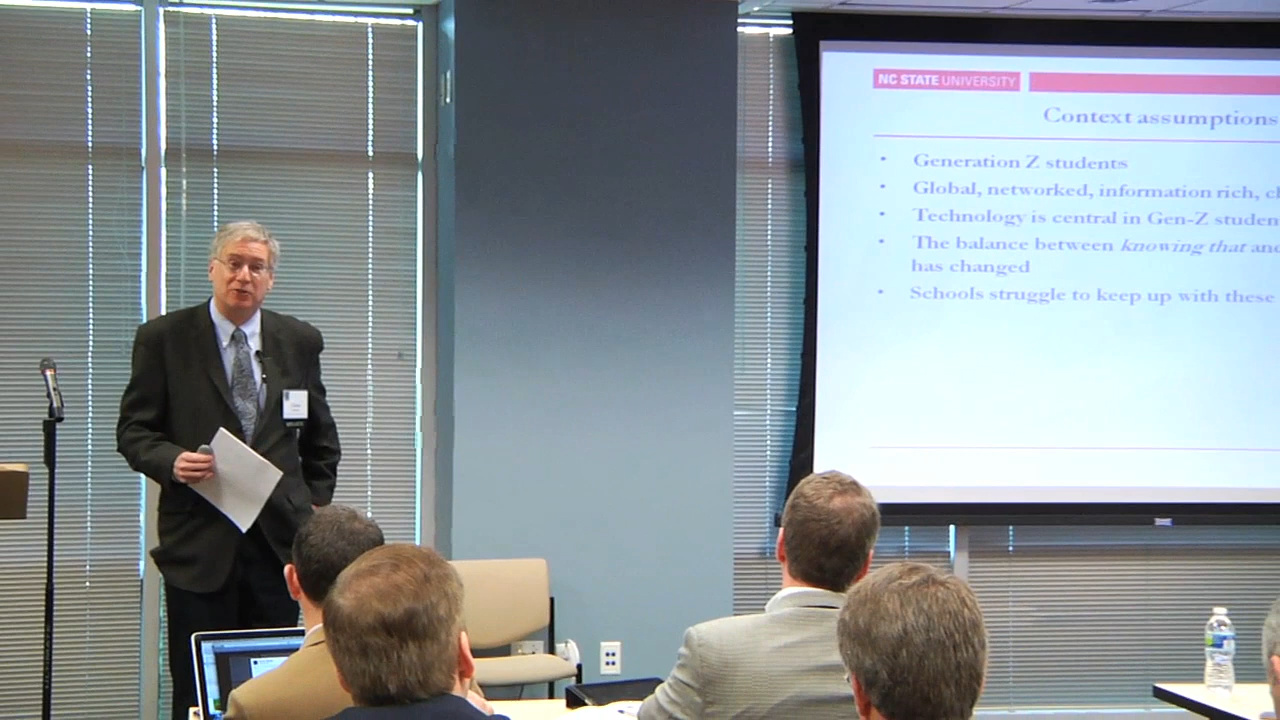 NC STATE UNIVERSITY
Context assumptions
• Generation Z students
• Global, networked, information rich,
• Technology is central in Gen-Z
• The balance between knowing that
has changed
• Schools struggle to keep up with these